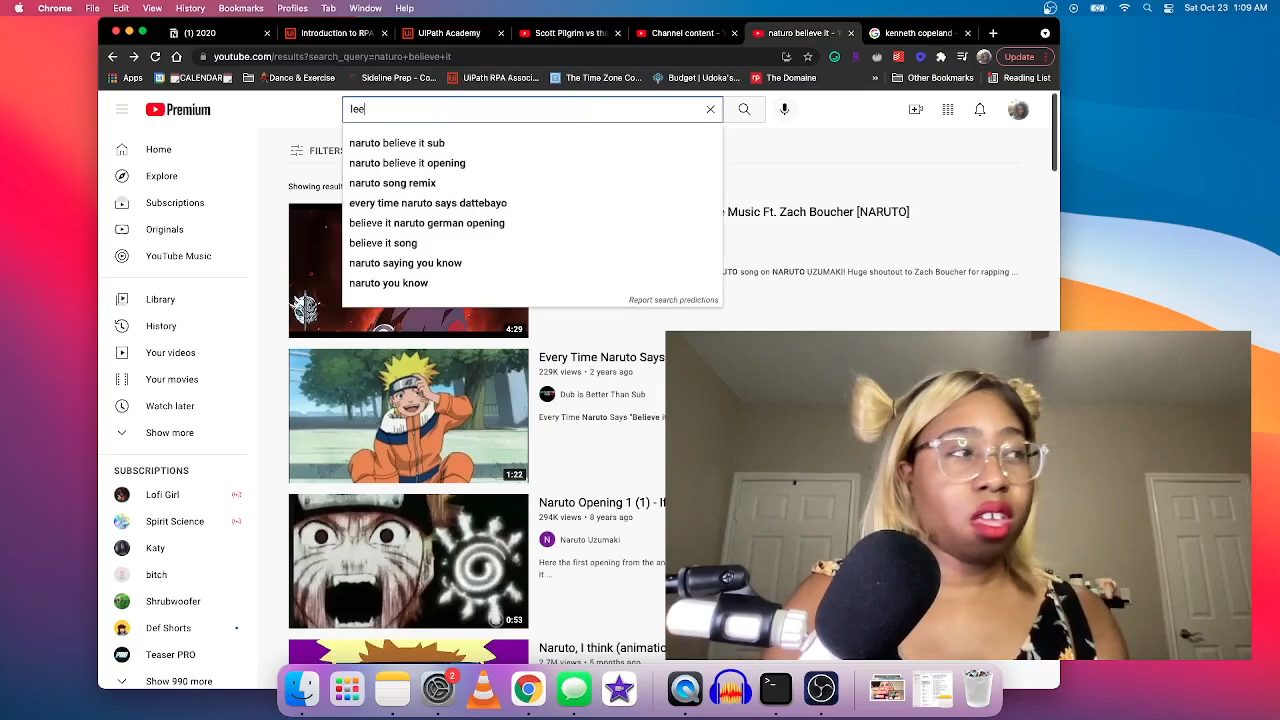 Chrome File Edit View History Bookmarks Profiles Tab Window Help Sat Oct 23 1:09 AM
(1) 2020 Introduction to RPA UiPath Academy Scott Pilgrim vs the Channel content - naruto believe it - kenneth copeland -
youtube.com/results?search_query=naruto+believe+it Update
Apps CALENDAR Dance & Exercise Sideline Prep - Co... UiPath RPA Assoc... The Time Zone Co... Budget | Udoka's... The Domain » Other Bookmarks Reading List
Premium
lee
naruto believe it sub
naruto believe it opening
naruto song remix
every time naruto says dattebayo
believe it naruto german opening
believe it song
naruto saying you know
naruto you know
Report search predictions
Home
Explore
Subscriptions
Originals
YouTube Music
Library
History
Your videos
Your movies
Watch later
Show more
SUBSCRIPTIONS
Lofi Girl
Spirit Science
Katy
bitch
Shrubwoofer
Def Shorts
Teaser PRO
Show 990 more
FILTERS
Showing
Music Ft. Zach Boucher [NARUTO]
song on NARUTO UZUMAKI! Huge shoutout to Zach Boucher for rapping ...
4:29
Every Time Naruto Says
229K views • 2 years ago
Dub is Better Than Sub
Every Time Naruto Says "Believe it
1:22
Naruto Opening 1 (1) -
294K views • 8 years ago
Naruto Uzumaki
Here the first opening from the
it ...
0:53
Naruto, I think
2.7M views • 5 months ago
2